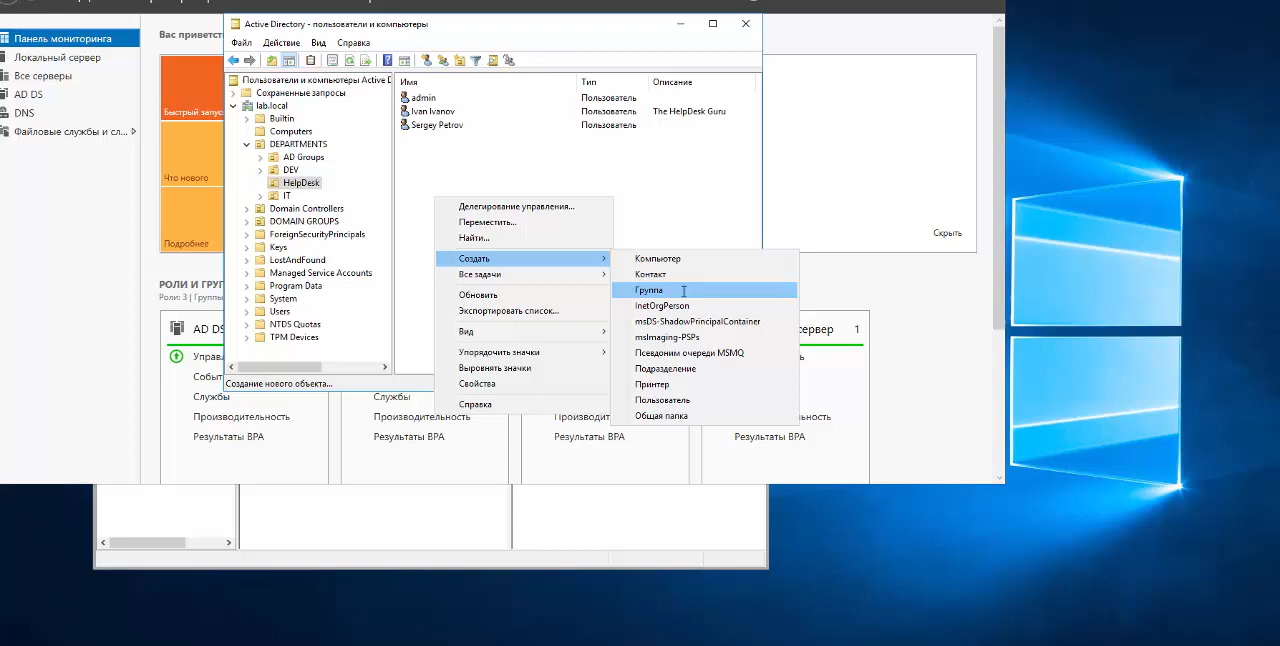 Active Directory - пользователи и компьютеры
Файл Действие Вид Справка
Панель мониторинга
Локальный сервер
Все серверы
AD DS
DNS
Файловые службы и сл...
Вас приветст
Быстрый запус
Что нового
Подробнее
Скрыть
Пользователи и компьютеры Active D
Сохраненные запросы
lab.local
Builtin
Computers
DEPARTMENTS
AD Groups
DEV
HelpDesk
IT
Domain Controllers
DOMAIN GROUPS
ForeignSecurityPrincipals
Keys
LostAndFound
Managed Service Accounts
Program Data
System
Users
NTDS Quotas
TPM Devices
Создание нового объекта...
Имя Тип Описание
admin Пользователь
Ivan Ivanov Пользователь The HelpDesk Guru
Sergey Petrov Пользователь
Делегирование управления...
Переместить...
Найти...
Создать
Все задачи
Обновить
Экспортировать список...
Вид
Упорядочить значки
Выровнять значки
Свойства
Справка
Компьютер
Контакт
Группа
InetOrgPerson
msDS-ShadowPrincipalContainer
msImaging-PSPs
Псевдоним очереди MSMQ
Подразделение
Принтер
Пользователь
Общая папка
РОЛИ И ГРУП
Роли: 3 | Группы
AD DS
сервер 1
Управ
Событ
Службы Службы
Производительность Производительность Производительность
Результаты BPA Результаты BPA Результаты BPA Результаты BPA